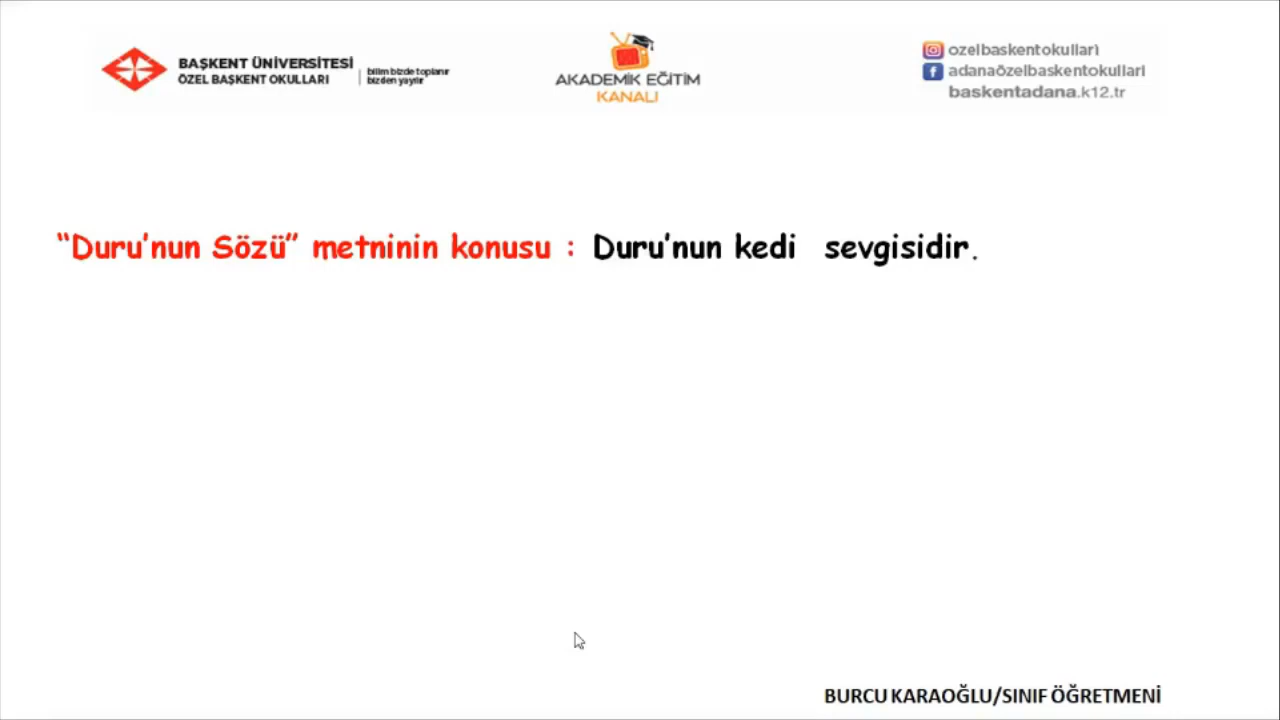 BAŞKENT ÜNİVERSİTESİ
ÖZEL BAŞKENT OKULLARI
bilim bizde toplanır
bizden yayılır
AKADEMİK EĞİTİM
KANALI
ozelbaskentokullari
adanaözelbaskentokullari
baskentadana.k12.tr
“Duru’nun Sözü” metninin konusu : Duru’nun kedi sevgisidir.
BURCU KARAOĞLU/SINIF ÖĞRETMENİ